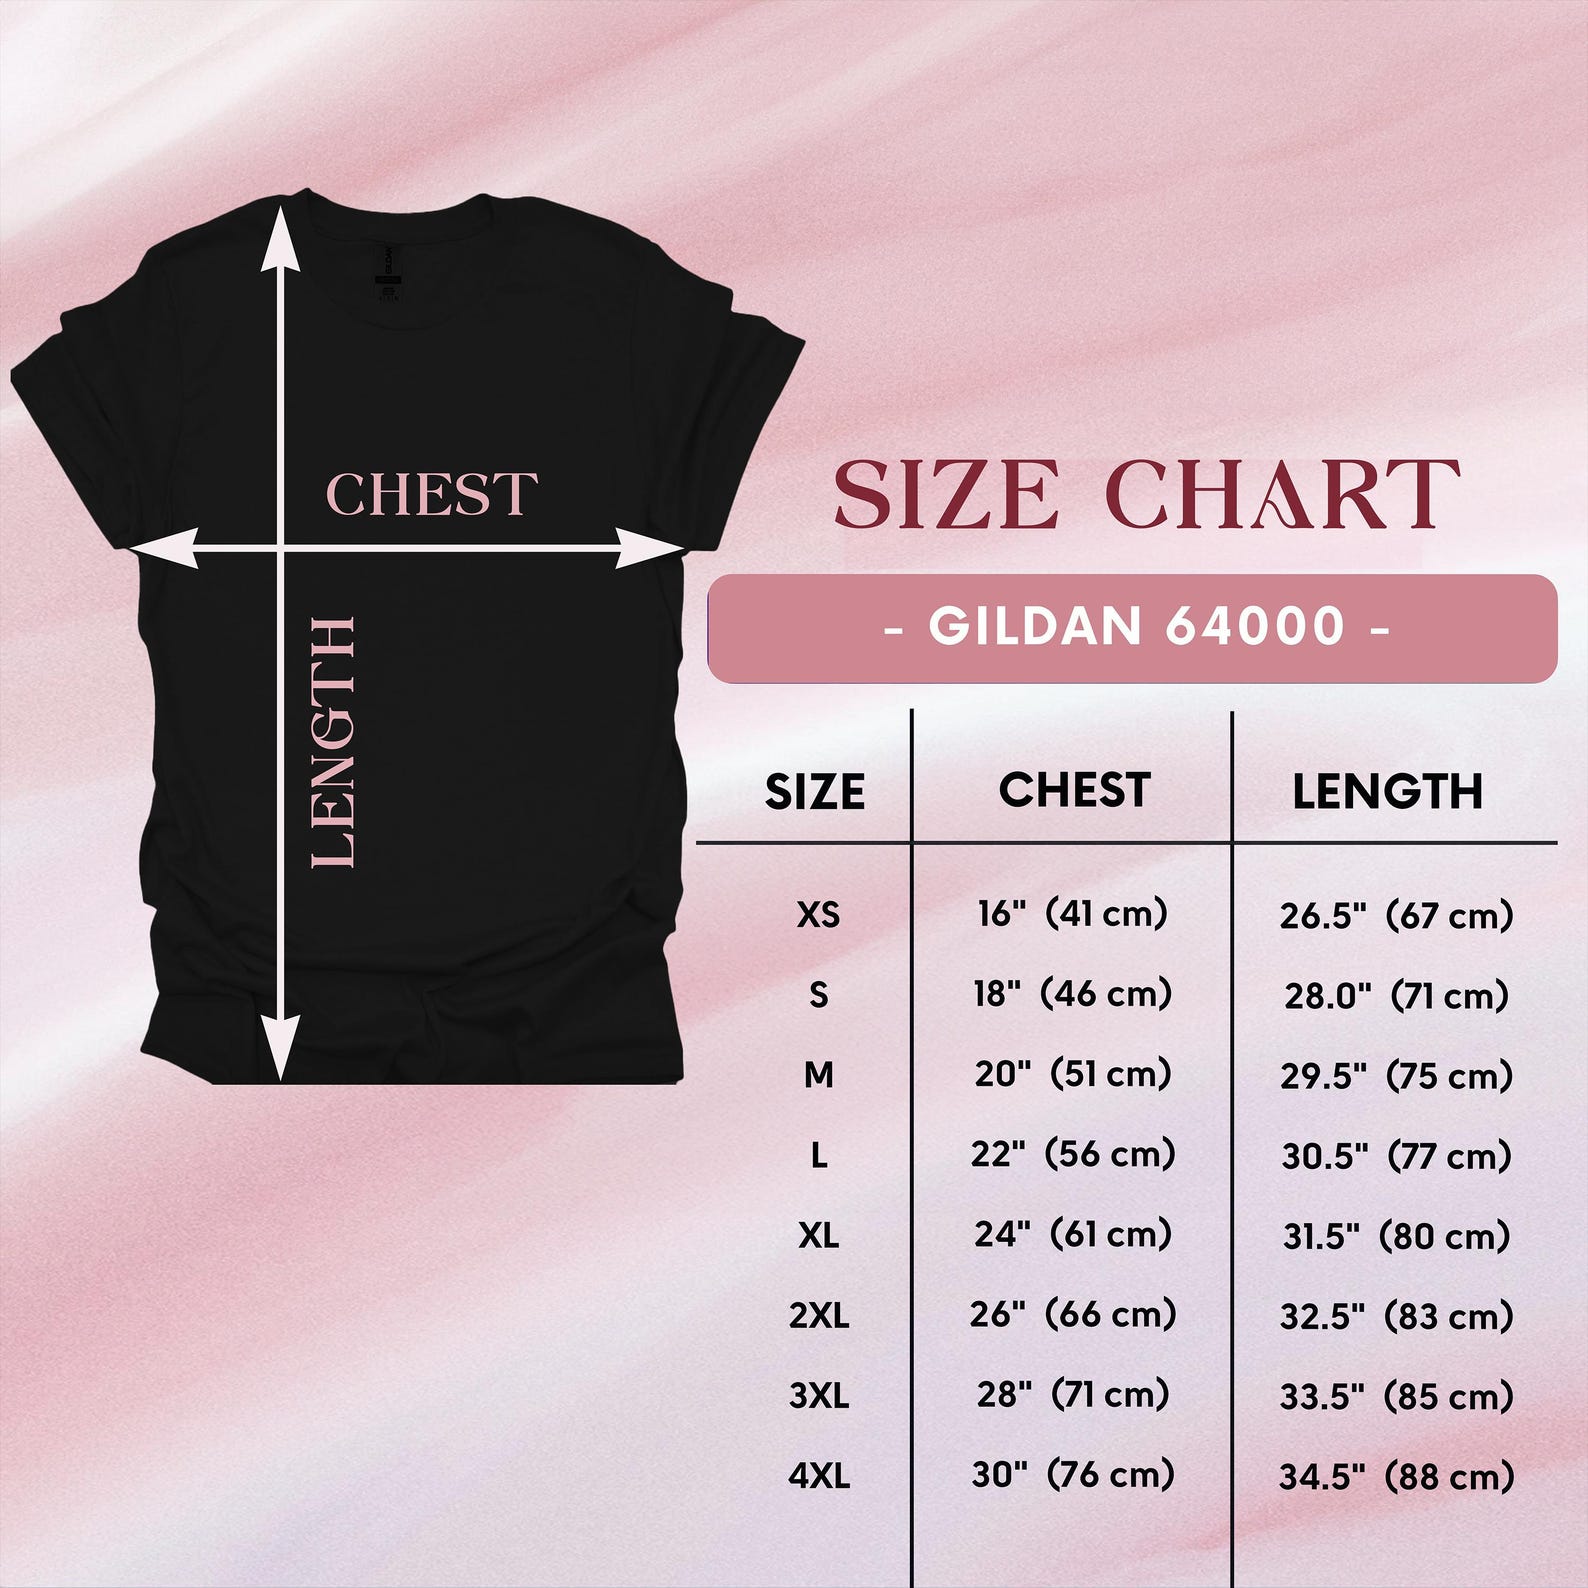 GILDAN
CHEST
LENGTH
SIZE CHART
- GILDAN 64000 -
SIZE CHEST LENGTH
XS 16" (41 cm) 26.5" (67 cm)
S 18" (46 cm) 28.0" (71 cm)
M 20" (51 cm) 29.5" (75 cm)
L 22" (56 cm) 30.5" (77 cm)
XL 24" (61 cm) 31.5" (80 cm)
2XL 26" (66 cm) 32.5" (83 cm)
3XL 28" (71 cm) 33.5" (85 cm)
4XL 30" (76 cm) 34.5" (88 cm)